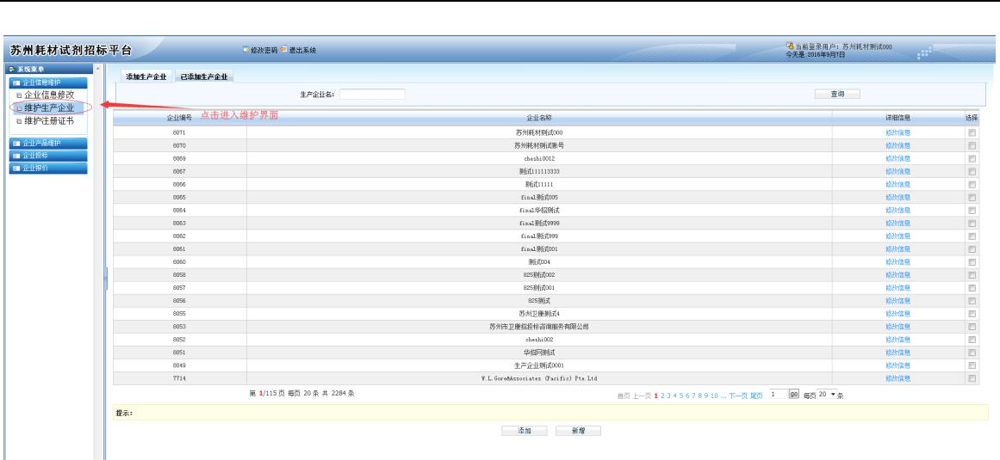 苏州耗材试剂招标平台
修改密码 退出系统
当前登录用户: 苏州耗材测试000
今天是 2016年9月7日
系统菜单
企业信息维护
企业信息修改
维护生产企业
维护注册证书
企业产品维护
企业投标
企业报价
添加生产企业 已添加生产企业
生产企业名: 查询
点击进入维护界面
企业编号 企业名称 详细信息 选择
8071 苏州耗材测试000 修改信息
8070 苏州耗材测试账号 修改信息
8069 cheshi0012 修改信息
8067 测试111113333 修改信息
8066 测试11111 修改信息
8065 final测试005 修改信息
8064 final华招测试 修改信息
8063 final测试9999 修改信息
8062 final测试999 修改信息
8061 final测试001 修改信息
8060 测试004 修改信息
8058 825测试002 修改信息
8057 825测试001 修改信息
8056 825测试 修改信息
8055 苏州卫康测试4 修改信息
8053 苏州市卫康招投标咨询服务有限公司 修改信息
8052 cheshi002 修改信息
8051 华招网测试 修改信息
8049 生产企业测试0001 修改信息
7714 W.L.Gore&Associates (Pacific) Pte.Ltd 修改信息
第 1/115 页 每页 20 条 共 2284 条
首页 上一页 1 2 3 4 5 6 7 8 9 10 ... 下一页 尾页 1 go 每页 20 条
提示:
添加 新增